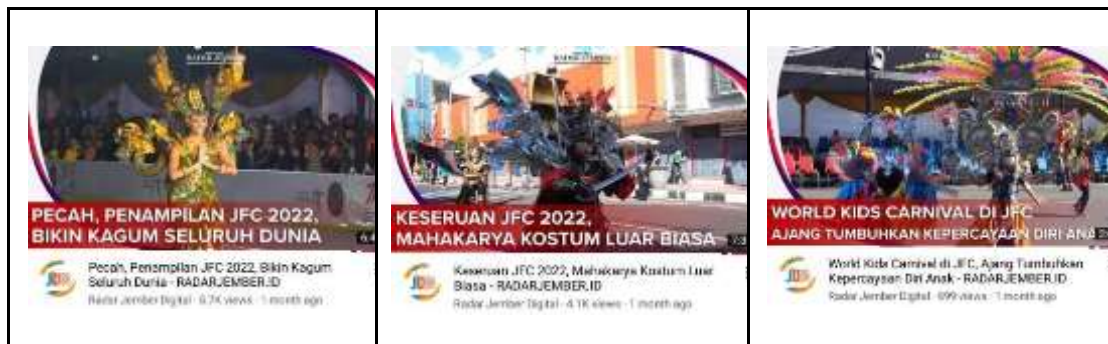 PECAH, PENAMPILAN JFC 2022,
BIKIN KAGUM SELURUH DUNIA
Pecah, Penampilan JFC 2022, Bikin Kagum
Seluruh Dunia - RADARJEMBER.ID
Radar Jember Digital · 6.7K views · 1 month ago
KESERUAN JFC 2022,
MAHAKARYA KOSTUM LUAR BIASA
Keseruan JFC 2022, Mahakarya Kostum Luar
Biasa - RADARJEMBER.ID
Radar Jember Digital · 4.1K views · 1 month ago
WORLD KIDS CARNIVAL DI JFC
AJANG TUMBUHKAN KEPERCAYAAN DIRI ANA
World Kids Carnival di JFC, Ajang Tumbuhkan
Kepercayaan Diri Anak - RADARJEMBER.ID
Radar Jember Digital · 699 views · 1 month ago